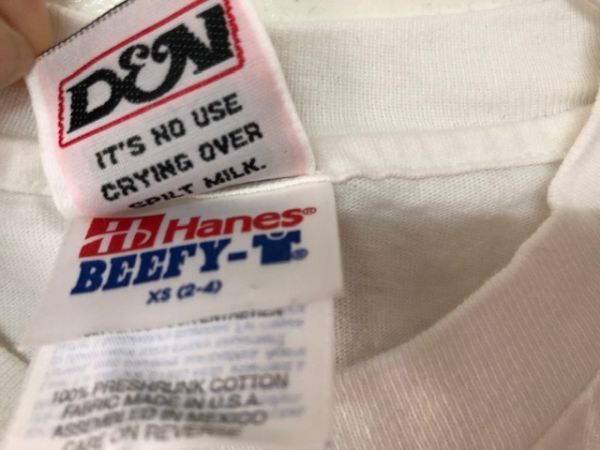 D&N
IT'S NO USE
CRYING OVER
SPILT MILK.
Hanes®
BEEFY-T®
XS (2-4)
100% PRESHRUNK COTTON
FABRIC MADE IN U.S.A.
ASSEMBLED IN MEXICO
CARE ON REVERSE